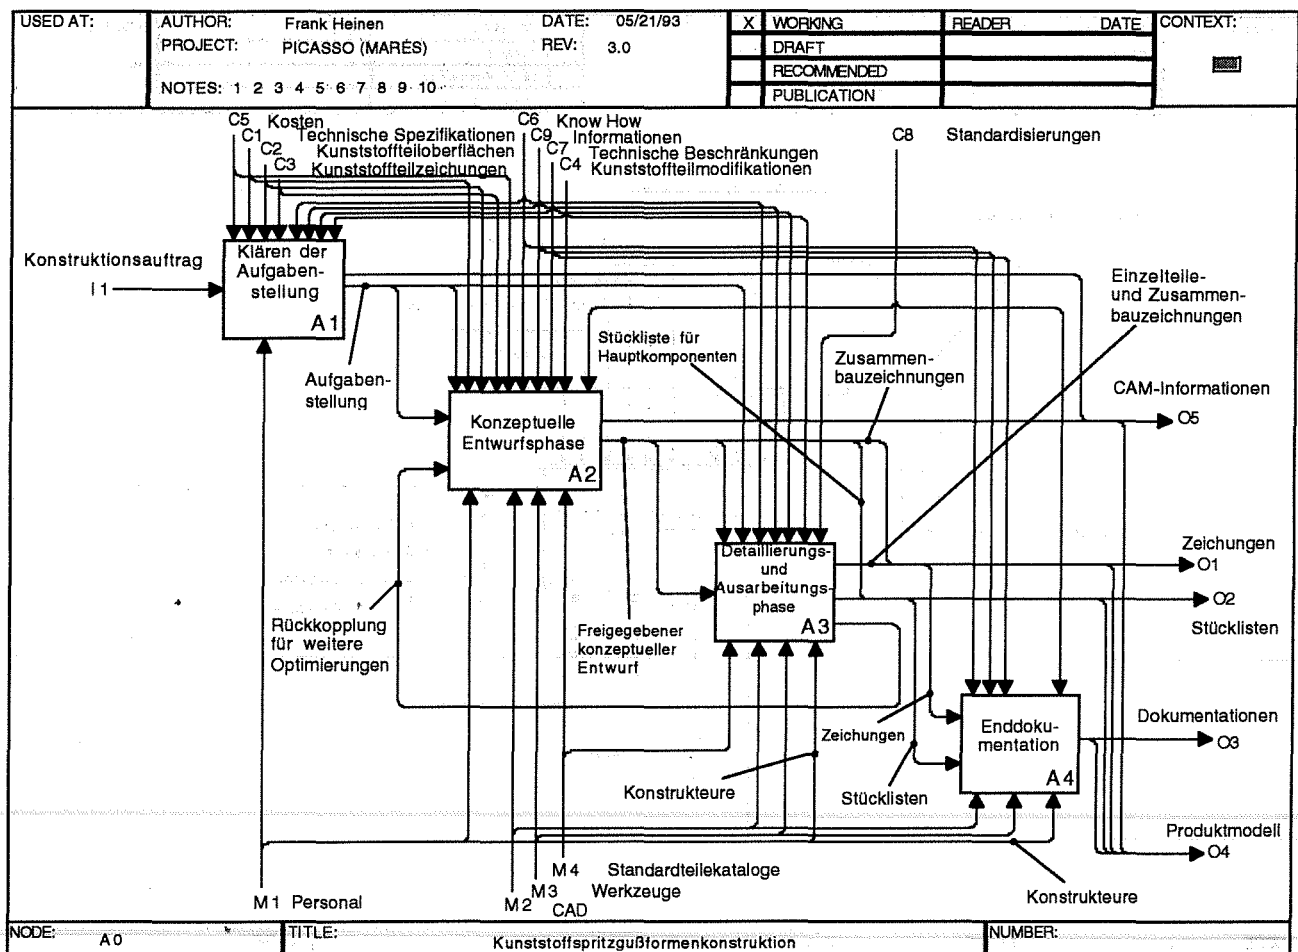 USED AT:
AUTHOR: Frank Heinen
DATE: 05/21/93
PROJECT: PICASSO (MARES)
REV: 3.0
NOTES: 1 2 3 4 5 6 7 8 9 10
X WORKING
DRAFT
RECOMMENDED
PUBLICATION
READER DATE
CONTEXT:
C5 Kosten
C1 Technische Spezifikationen
C2 Kunststoffteiloberflächen
C3 Kunststoffteilzeichungen
C6 Know How
C9 Informationen
C7 Technische Beschränkungen
C4 Kunststoffteilmodifikationen
C8 Standardisierungen
Konstruktionsauftrag
I1
Klären der
Aufgaben-
stellung
A1
Aufgaben-
stellung
Stückliste für
Hauptkomponenten
Zusammen-
bauzeichnungen
Einzelteile-
und Zusammen-
bauzeichnungen
CAM-Informationen
O5
Konzeptuelle
Entwurfsphase
A2
Detaillierungs-
und
Ausarbeitungs-
phase
A3
Zeichungen
O1
O2
Stücklisten
Rückkopplung
für weitere
Optimierungen
Freigegebener
konzeptueller
Entwurf
Zeichungen
Enddoku-
mentation
A4
Dokumentationen
O3
Konstrukteure
Stücklisten
Produktmodell
O4
M4 Standardteilekataloge
M3 Werkzeuge
M1 Personal
M2 CAD
Konstrukteure
NODE: A0
TITLE: Kunststoffspritzgußformenkonstruktion
NUMBER: